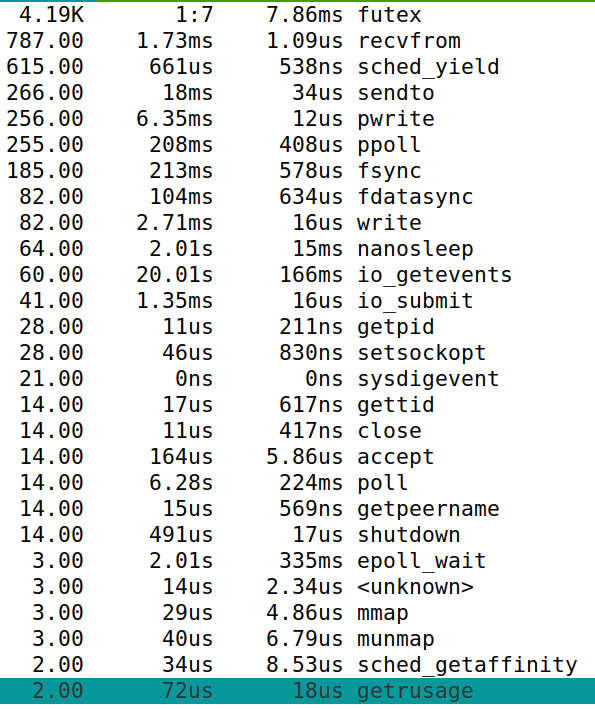 4.19K 1:7 7.86ms futex
787.00 1.73ms 1.09us recvfrom
615.00 661us 538ns sched_yield
266.00 18ms 34us sendto
256.00 6.35ms 12us pwrite
255.00 208ms 408us ppoll
185.00 213ms 578us fsync
82.00 104ms 634us fdatasync
82.00 2.71ms 16us write
64.00 2.01s 15ms nanosleep
60.00 20.01s 166ms io_getevents
41.00 1.35ms 16us io_submit
28.00 11us 211ns getpid
28.00 46us 830ns setsockopt
21.00 0ns 0ns sysdigevent
14.00 17us 617ns gettid
14.00 11us 417ns close
14.00 164us 5.86us accept
14.00 6.28s 224ms poll
14.00 15us 569ns getpeername
14.00 491us 17us shutdown
3.00 2.01s 335ms epoll_wait
3.00 14us 2.34us <unknown>
3.00 29us 4.86us mmap
3.00 40us 6.79us munmap
2.00 34us 8.53us sched_getaffinity
2.00 72us 18us getrusage